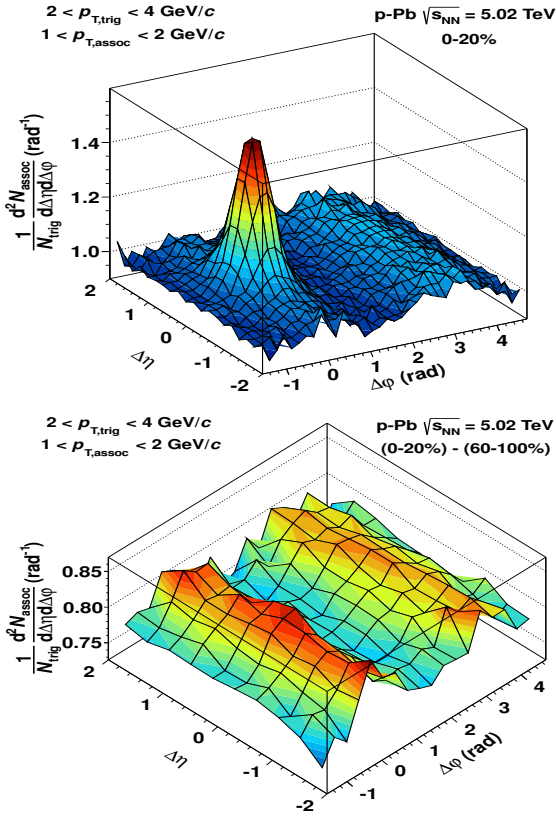 2 < p_T,trig < 4 GeV/c
1 < p_T,assoc < 2 GeV/c
p-Pb √s_NN = 5.02 TeV
0-20%
1/N_trig d²N_assoc/dΔηdΔφ (rad⁻¹)
1.4
1.2
1.0
2
1
0
-1
-2
Δη
-1
0
1
2
3
4
Δφ (rad)
2 < p_T,trig < 4 GeV/c
1 < p_T,assoc < 2 GeV/c
p-Pb √s_NN = 5.02 TeV
(0-20%) - (60-100%)
1/N_trig d²N_assoc/dΔηdΔφ (rad⁻¹)
0.85
0.80
0.75
2
1
0
-1
-2
Δη
-1
0
1
2
3
4
Δφ (rad)